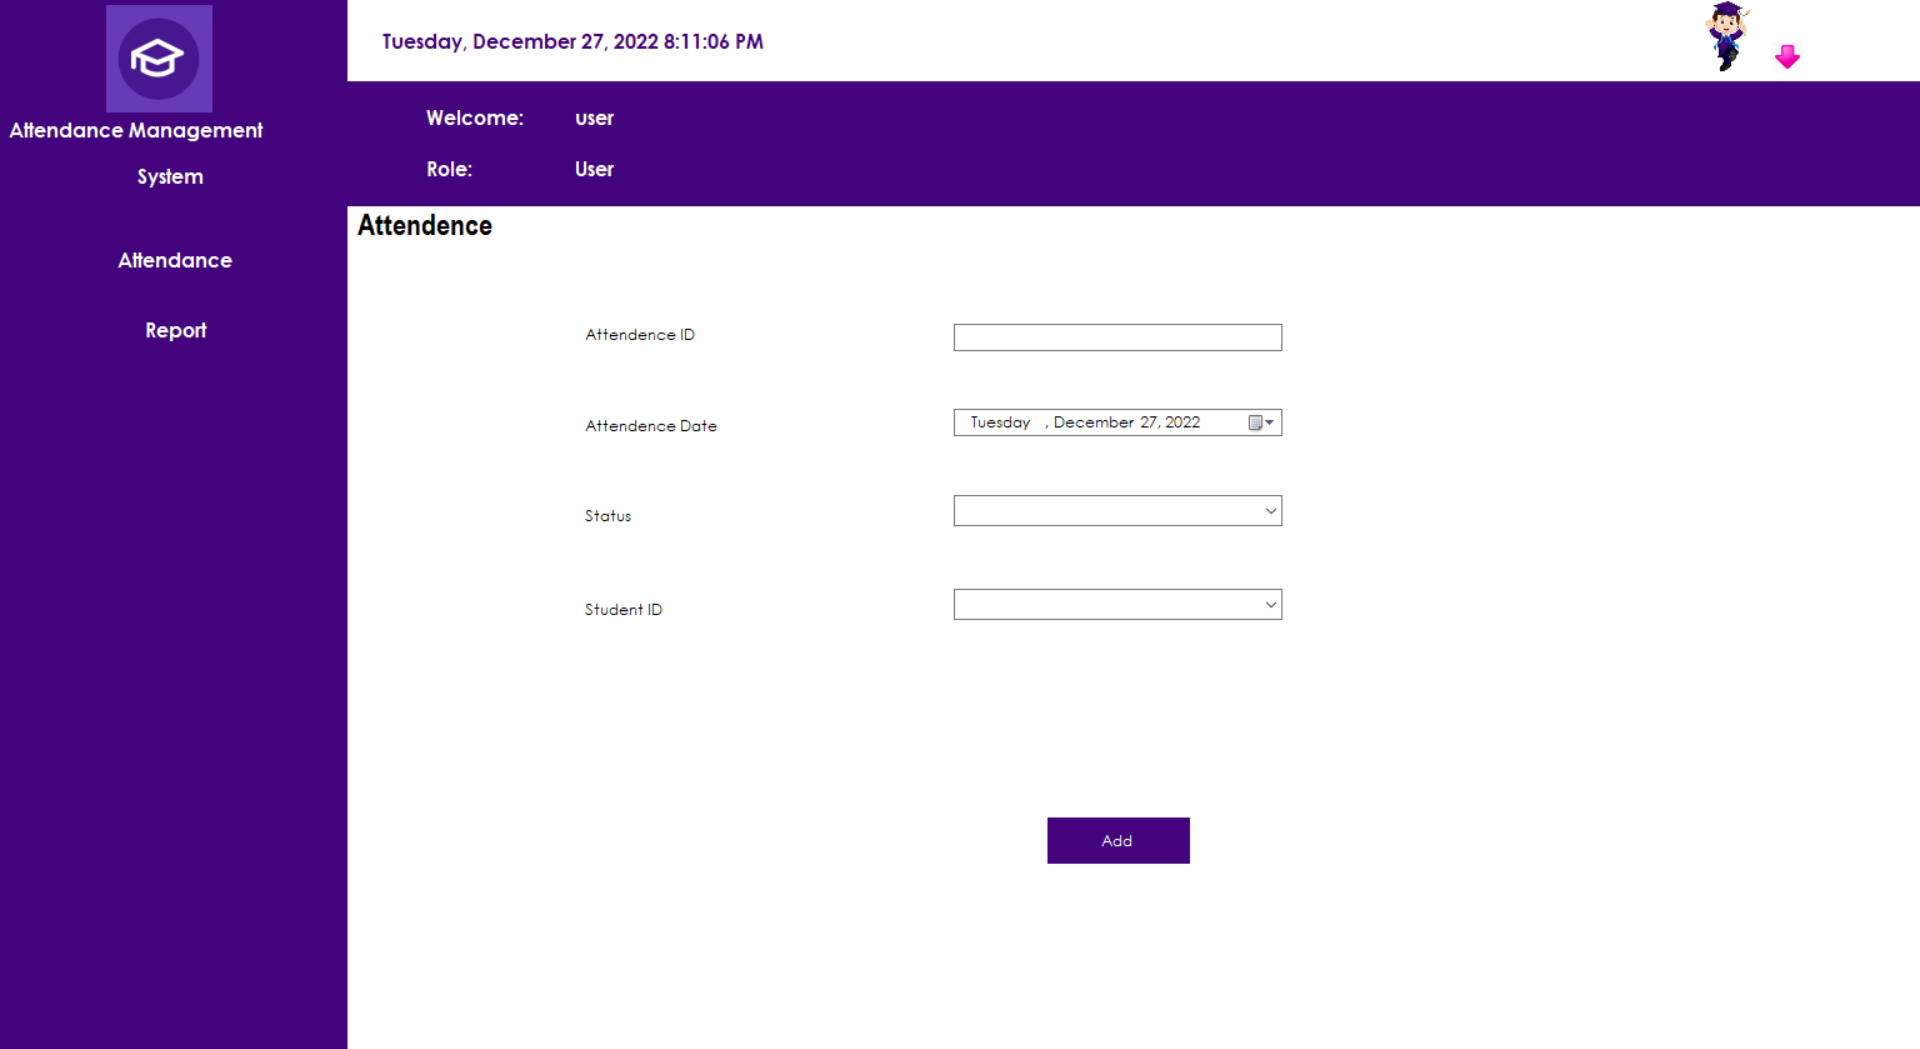 Attendance Management
System
Attendance
Report
Tuesday, December 27, 2022 8:11:06 PM
Welcome: user
Role: User
Attendence
Attendence ID
Attendence Date Tuesday , December 27, 2022
Status
Student ID
Add